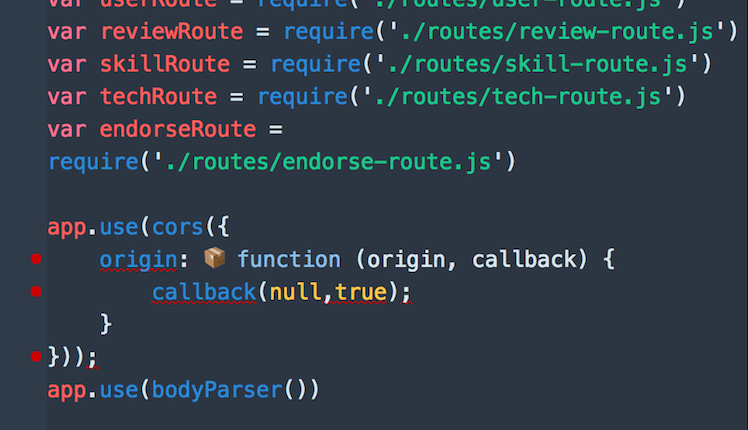 var userRoute = require('./routes/user-route.js')
var reviewRoute = require('./routes/review-route.js')
var skillRoute = require('./routes/skill-route.js')
var techRoute = require('./routes/tech-route.js')
var endorseRoute =
require('./routes/endorse-route.js')
app.use(cors({
    origin: 📦 function (origin, callback) {
        callback(null,true);
    }
}));
app.use(bodyParser())